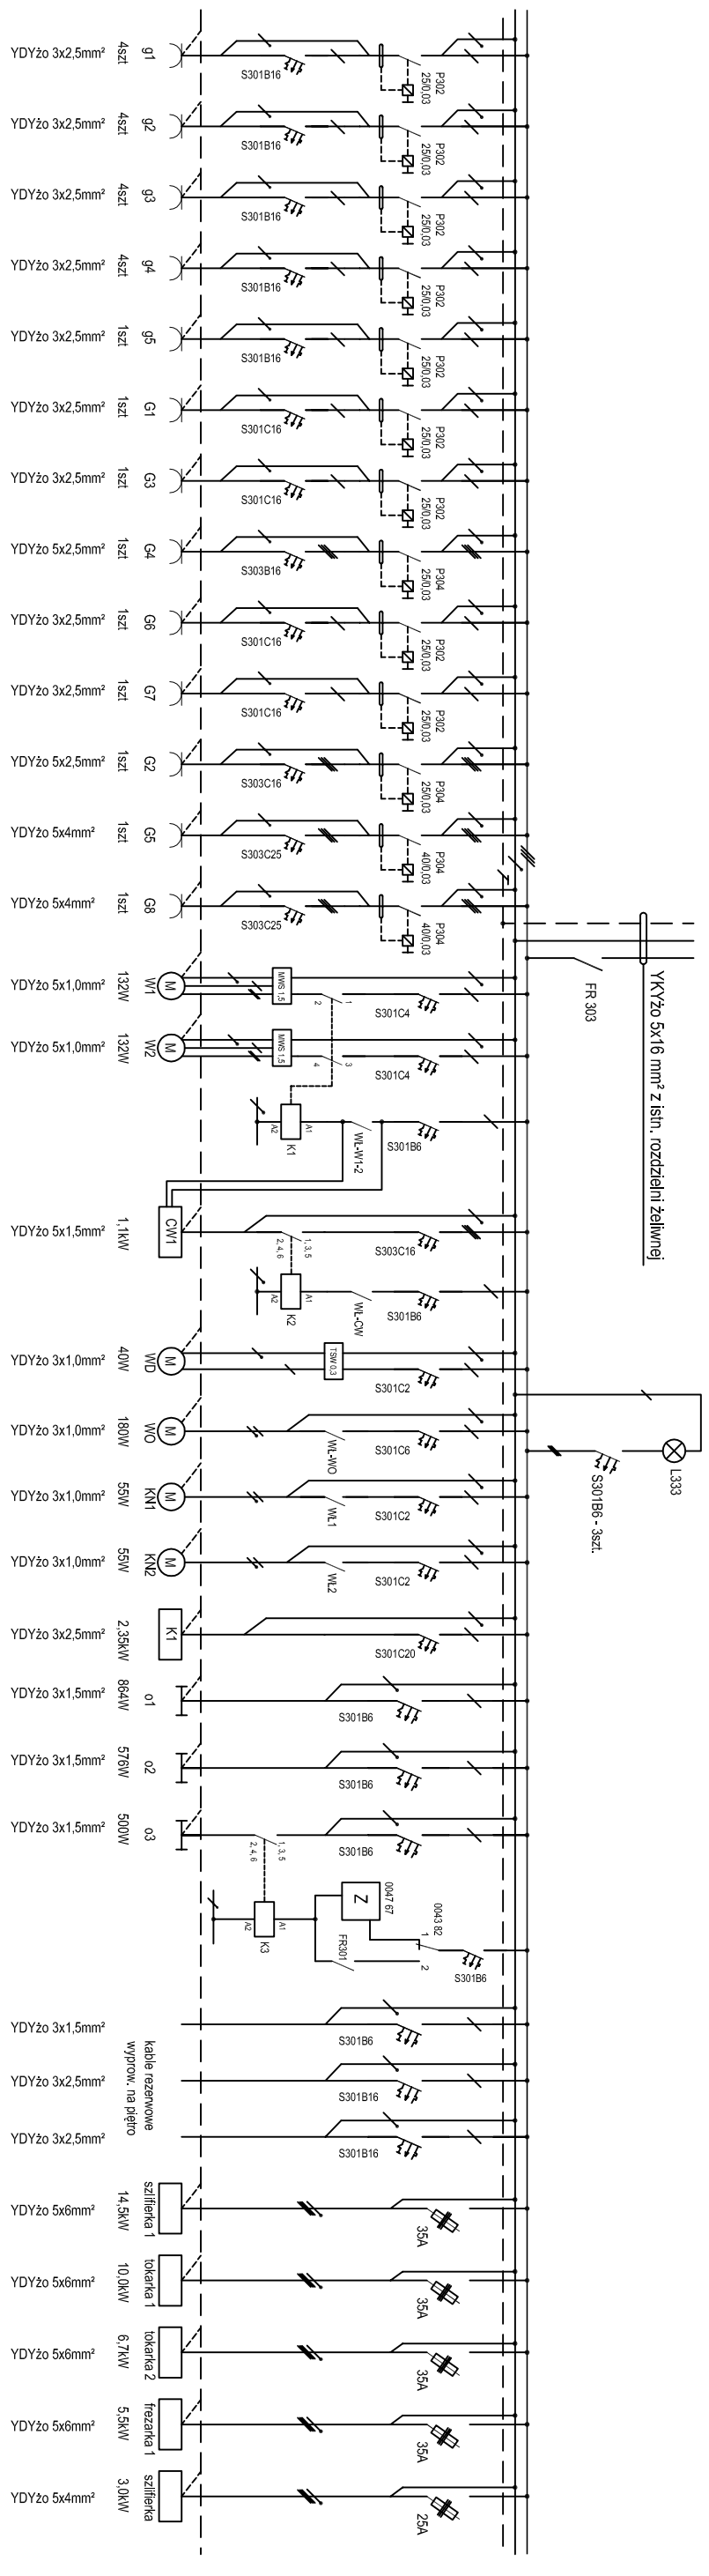 YDYżo 3x2,5mm²
4szt
g1
S301B16
P302
25/0,03
YDYżo 3x2,5mm²
4szt
g2
S301B16
P302
25/0,03
YDYżo 3x2,5mm²
4szt
g3
S301B16
P302
25/0,03
YDYżo 3x2,5mm²
4szt
g4
S301B16
P302
25/0,03
YDYżo 3x2,5mm²
1szt
g5
S301B16
P302
25/0,03
YDYżo 3x2,5mm²
1szt
G1
S301C16
P302
25/0,03
YDYżo 3x2,5mm²
1szt
G3
S301C16
P302
25/0,03
YDYżo 5x2,5mm²
1szt
G4
S303B16
P304
25/0,03
YDYżo 3x2,5mm²
1szt
G6
S301C16
P302
25/0,03
YDYżo 3x2,5mm²
1szt
G7
S301C16
P302
25/0,03
YDYżo 5x2,5mm²
1szt
G2
S303C16
P304
25/0,03
YDYżo 5x4mm²
1szt
G5
S303C25
P304
40/0,03
YDYżo 5x4mm²
1szt
G8
S303C25
P304
40/0,03
FR 303
YKYżo 5x16 mm² z istn. rozdzielni żeliwnej
YDYżo 5x1,0mm²
132W
W1
M
MWS 1,5
1
2
S301C4
YDYżo 5x1,0mm²
132W
W2
M
MWS 1,5
3
4
S301C4
A2
A1
K1
WŁ-W1-2
S301B6
YDYżo 5x1,5mm²
1,1kW
CW1
1, 3, 5
2, 4, 6
S303C16
A2
A1
K2
WŁ-CW
S301B6
YDYżo 3x1,0mm²
40W
WD
M
TSW 0,3
S301C2
YDYżo 3x1,0mm²
180W
WO
M
WŁ-WO
S301C6
S301B6 - 3szt.
L333
YDYżo 3x1,0mm²
55W
KN1
M
WŁ1
S301C2
YDYżo 3x1,0mm²
55W
KN2
M
WŁ2
S301C2
YDYżo 3x2,5mm²
2,35kW
K1
S301C20
YDYżo 3x1,5mm²
864W
o1
S301B6
YDYżo 3x1,5mm²
576W
o2
S301B6
YDYżo 3x1,5mm²
500W
o3
1, 3, 5
2, 4, 6
S301B6
A2
A1
K3
Z
0047 67
FR301
0043 82
1
2
S301B6
YDYżo 3x1,5mm²
S301B6
kable rezerwowe
wyprow. na piętro
YDYżo 3x2,5mm²
S301B16
YDYżo 3x2,5mm²
S301B16
YDYżo 5x6mm²
14,5kW
szlifierka 1
35A
YDYżo 5x6mm²
10,0kW
tokarka 1
35A
YDYżo 5x6mm²
6,7kW
tokarka 2
35A
YDYżo 5x6mm²
5,5kW
frezarka 1
35A
YDYżo 5x4mm²
3,0kW
szlifierka
25A